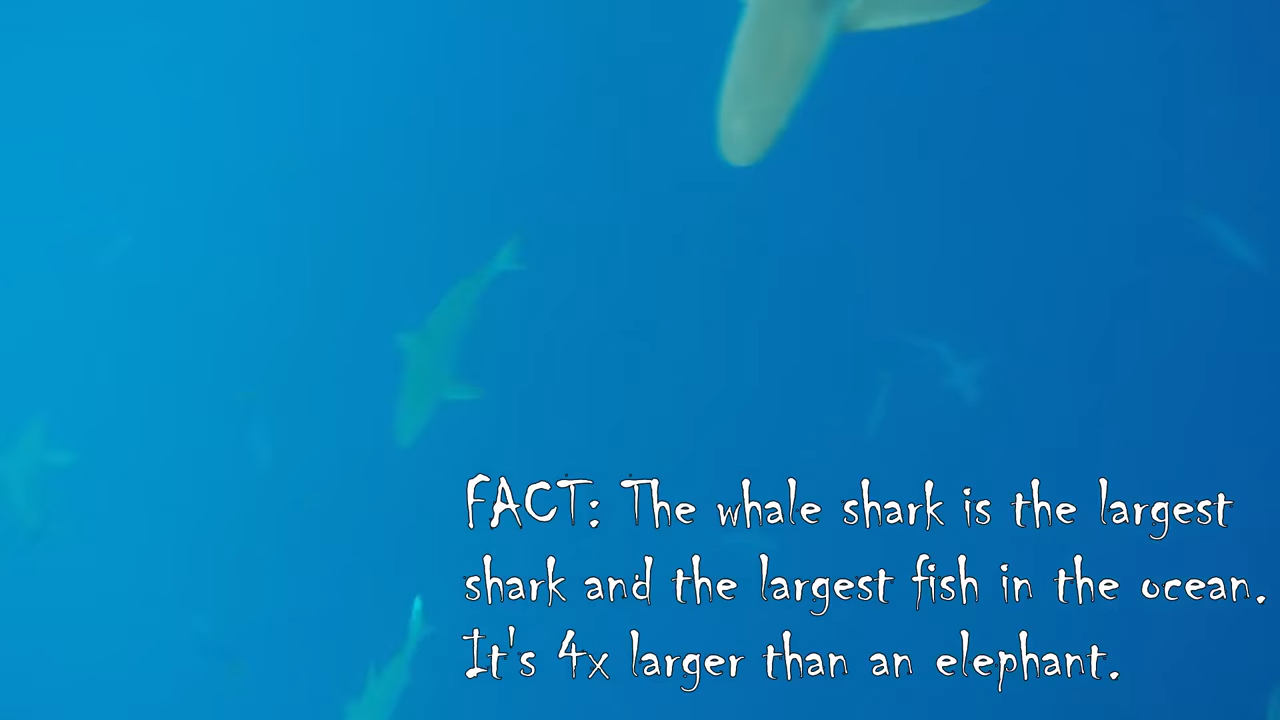 FACT: The whale shark is the largest
shark and the largest fish in the ocean.
It's 4x larger than an elephant.